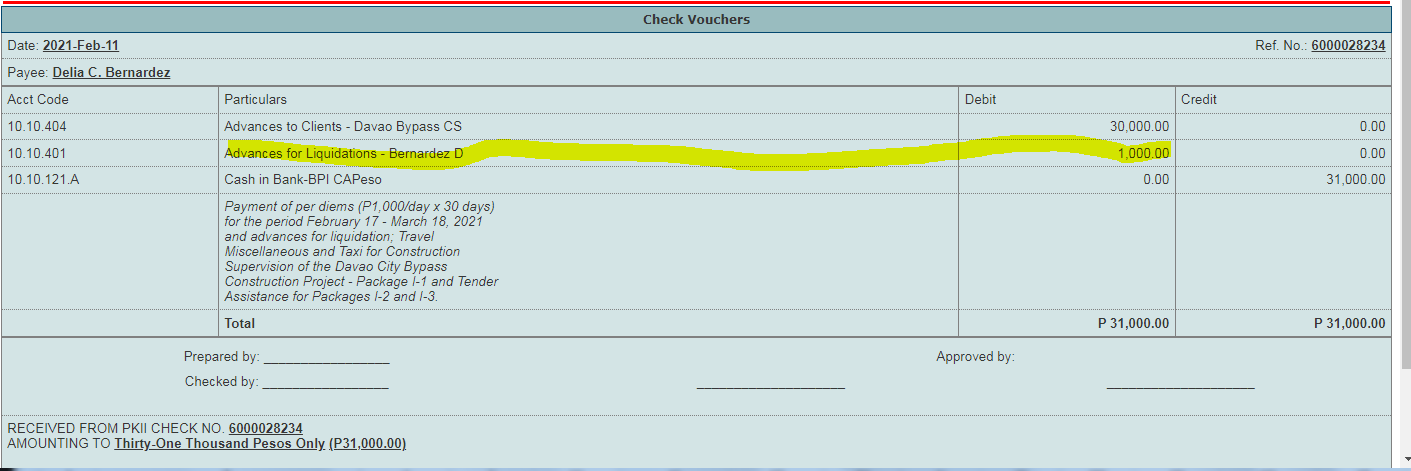 Check Vouchers
Date: 2021-Feb-11 Ref. No.: 6000028234
Payee: Delia C. Bernardez
Acct Code Particulars Debit Credit
10.10.404 Advances to Clients - Davao Bypass CS 30,000.00 0.00
10.10.401 Advances for Liquidations - Bernardez D 1,000.00 0.00
10.10.121.A Cash in Bank-BPI CAPeso 0.00 31,000.00
Payment of per diems (P1,000/day x 30 days)
for the period February 17 - March 18, 2021
and advances for liquidation; Travel
Miscellaneous and Taxi for Construction
Supervision of the Davao City Bypass
Construction Project - Package I-1 and Tender
Assistance for Packages I-2 and I-3.
Total P 31,000.00 P 31,000.00
Prepared by: _________________ Approved by:
Checked by: _________________ ____________________ ____________________
RECEIVED FROM PKII CHECK NO. 6000028234
AMOUNTING TO Thirty-One Thousand Pesos Only (P31,000.00)